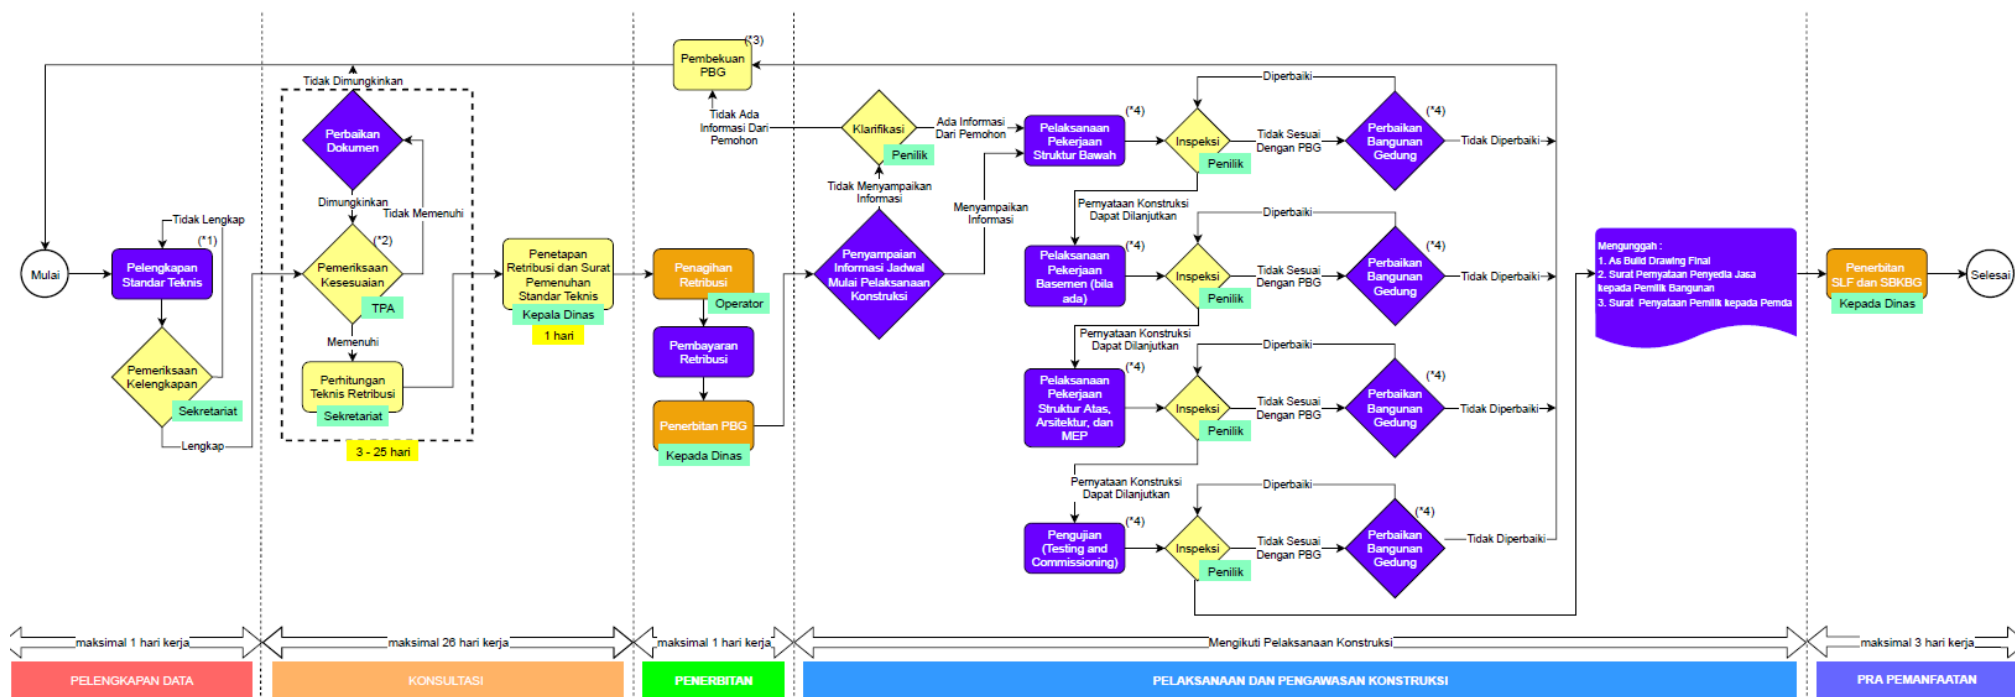 Mulai
Tidak Lengkap
(*1)
Pelengkapan
Standar Teknis
Pemeriksaan
Kelengkapan
Sekretariat
Lengkap
Tidak Dimungkinkan
Perbaikan
Dokumen
Dimungkinkan
Tidak Memenuhi
(*2)
Pemeriksaan
Kesesuaian
TPA
Memenuhi
Perhitungan
Teknis Retribusi
Sekretariat
3 - 25 hari
Penetapan
Retribusi dan Surat
Pemenuhan
Standar Teknis
Kepala Dinas
1 hari
(*3)
Pembekuan
PBG
Tidak Ada
Informasi Dari
Pemohon
Penagihan
Retribusi
Operator
Pembayaran
Retribusi
Penerbitan PBG
Kepada Dinas
Klarifikasi
Penilik
Ada Informasi
Dari Pemohon
Tidak Menyampaikan
Informasi
Menyampaikan
Informasi
Penyampaian
Informasi Jadwal
Mulai Pelaksanaan
Konstruksi
(*4)
Pelaksanaan
Pekerjaan
Struktur Bawah
Diperbaiki
Inspeksi
Penilik
Tidak Sesuai
Dengan PBG
(*4)
Perbaikan
Bangunan
Gedung
Tidak Diperbaiki
Pernyataan Konstruksi
Dapat Dilanjutkan
(*4)
Pelaksanaan
Pekerjaan
Basemen (bila
ada)
Diperbaiki
Inspeksi
Penilik
Tidak Sesuai
Dengan PBG
(*4)
Perbaikan
Bangunan
Gedung
Tidak Diperbaiki
Pernyataan Konstruksi
Dapat Dilanjutkan
(*4)
Pelaksanaan
Pekerjaan
Struktur Atas,
Arsitektur, dan
MEP
Diperbaiki
Inspeksi
Penilik
Tidak Sesuai
Dengan PBG
(*4)
Perbaikan
Bangunan
Gedung
Tidak Diperbaiki
Pernyataan Konstruksi
Dapat Dilanjutkan
(*4)
Pengujian
(Testing and
Commissioning)
Diperbaiki
Inspeksi
Penilik
Tidak Sesuai
Dengan PBG
(*4)
Perbaikan
Bangunan
Gedung
Tidak Diperbaiki
Mengunggah :
1. As Build Drawing Final
2. Surat Pernyataan Penyedia Jasa
kepada Pemilik Bangunan
3. Surat Penyataan Pemilik kepada Pemda
Penerbitan
SLF dan SBKBG
Kepada Dinas
Selesai
maksimal 1 hari kerja
maksimal 26 hari kerja
maksimal 1 hari kerja
Mengikuti Pelaksanaan Konstruksi
maksimal 3 hari kerja
PELENGKAPAN DATA
KONSULTASI
PENERBITAN
PELAKSANAAN DAN PENGAWASAN KONSTRUKSI
PRA PEMANFAATAN